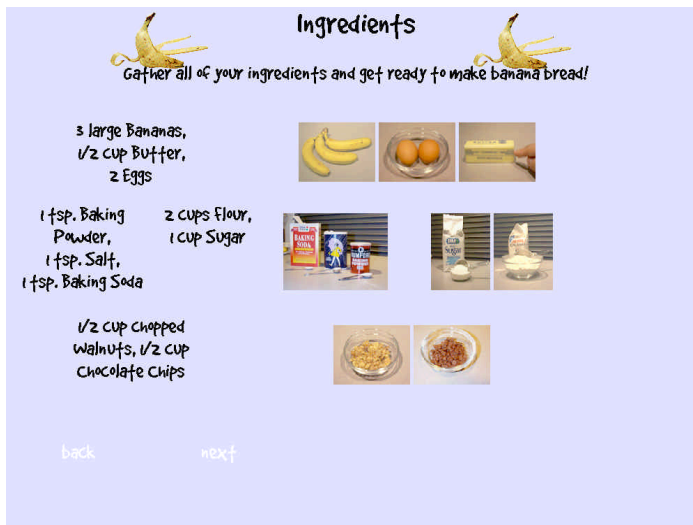 Ingredients
Gather all of your ingredients and get ready to make banana bread!
3 large Bananas,
1/2 cup Butter,
2 Eggs
1 tsp. Baking
Powder,
1 tsp. Salt,
1 tsp. Baking Soda
2 cups flour,
1 cup Sugar
BAKING
SODA
1/2 cup Chopped
Walnuts, 1/2 cup
Chocolate Chips
back
next